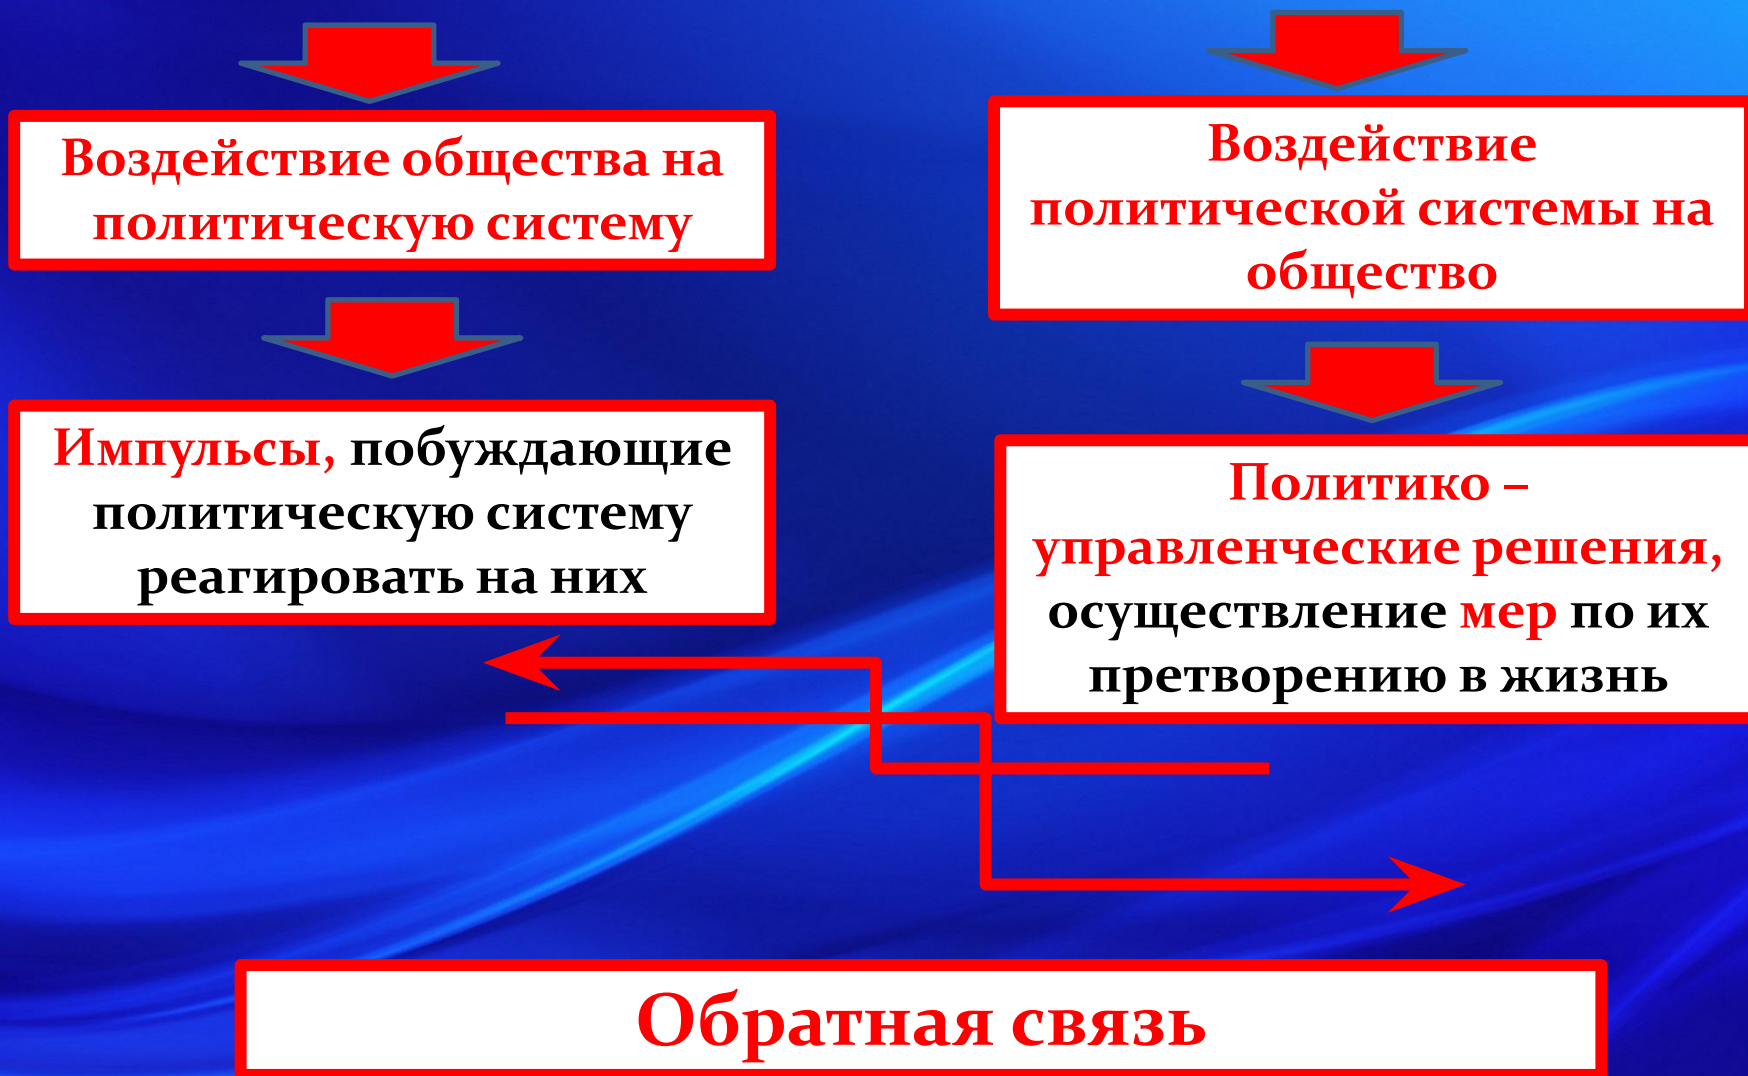 Воздействие общества на
политическую систему
Импульсы, побуждающие
политическую систему
реагировать на них
Воздействие
политической системы на
общество
Политико –
управленческие решения,
осуществление мер по их
претворению в жизнь
Обратная связь